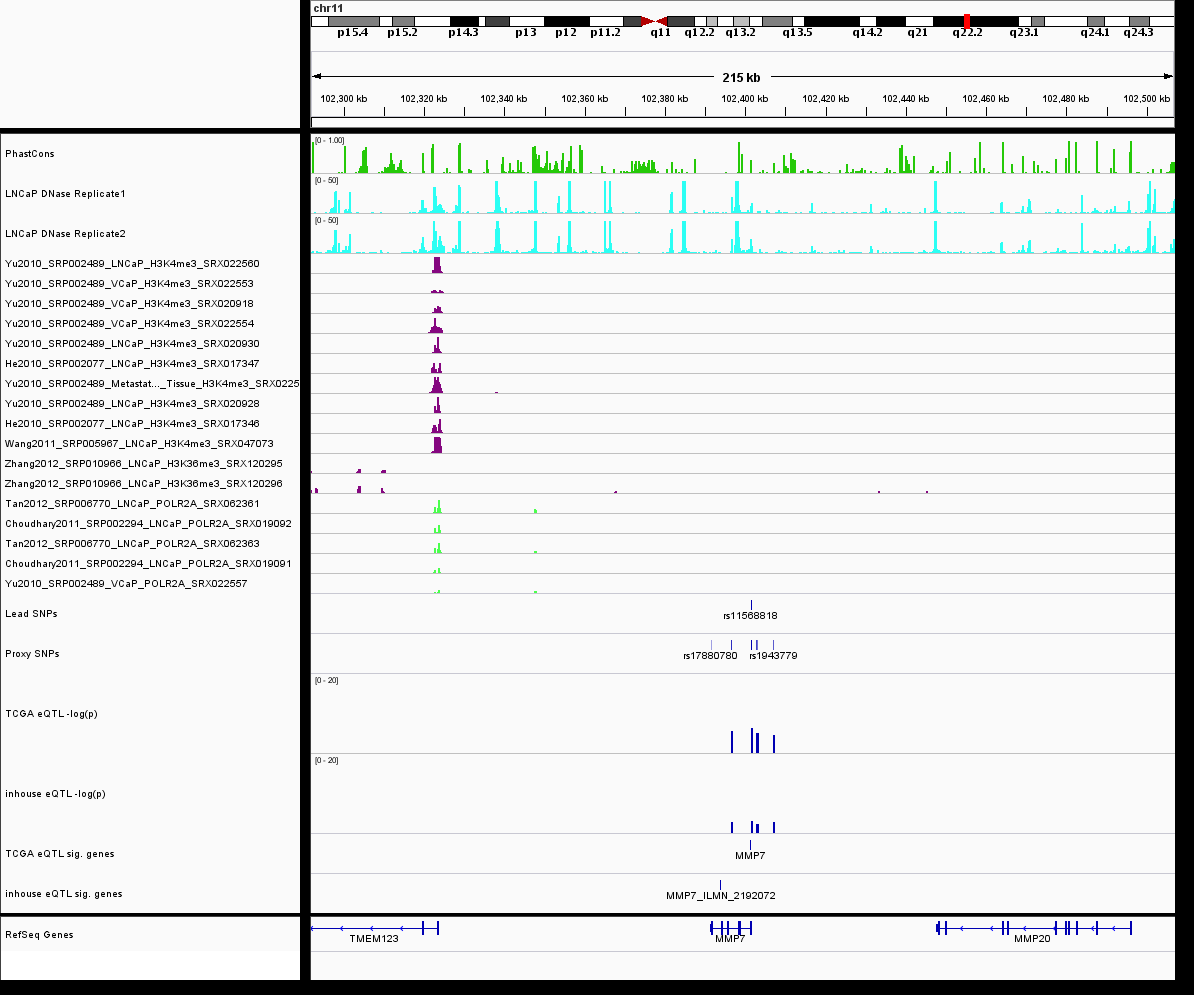 chr11
p15.4 p15.2 p14.3 p13 p12 p11.2 q11 q12.2 q13.2 q13.5 q14.2 q21 q22.2 q23.1 q24.1 q24.3
215 kb
102,300 kb 102,320 kb 102,340 kb 102,360 kb 102,380 kb 102,400 kb 102,420 kb 102,440 kb 102,460 kb 102,480 kb 102,500 kb
[0 - 1.00]
PhastCons
[0 - 50]
LNCaP DNase Replicate1
[0 - 50]
LNCaP DNase Replicate2
Yu2010_SRP002489_LNCaP_H3K4me3_SRX022560
Yu2010_SRP002489_VCaP_H3K4me3_SRX022553
Yu2010_SRP002489_VCaP_H3K4me3_SRX020918
Yu2010_SRP002489_VCaP_H3K4me3_SRX022554
Yu2010_SRP002489_LNCaP_H3K4me3_SRX020930
He2010_SRP002077_LNCaP_H3K4me3_SRX017347
Yu2010_SRP002489_Metastat..._Tissue_H3K4me3_SRX0225
Yu2010_SRP002489_LNCaP_H3K4me3_SRX020928
He2010_SRP002077_LNCaP_H3K4me3_SRX017346
Wang2011_SRP005967_LNCaP_H3K4me3_SRX047073
Zhang2012_SRP010966_LNCaP_H3K36me3_SRX120295
Zhang2012_SRP010966_LNCaP_H3K36me3_SRX120296
Tan2012_SRP006770_LNCaP_POLR2A_SRX062361
Choudhary2011_SRP002294_LNCaP_POLR2A_SRX019092
Tan2012_SRP006770_LNCaP_POLR2A_SRX062363
Choudhary2011_SRP002294_LNCaP_POLR2A_SRX019091
Yu2010_SRP002489_VCaP_POLR2A_SRX022557
Lead SNPs
rs11568818
Proxy SNPs
rs17880780 rs1943779
[0 - 20]
TCGA eQTL -log(p)
[0 - 20]
inhouse eQTL -log(p)
TCGA eQTL sig. genes
MMP7
inhouse eQTL sig. genes
MMP7_ILMN_2192072
RefSeq Genes
TMEM123 MMP7 MMP20